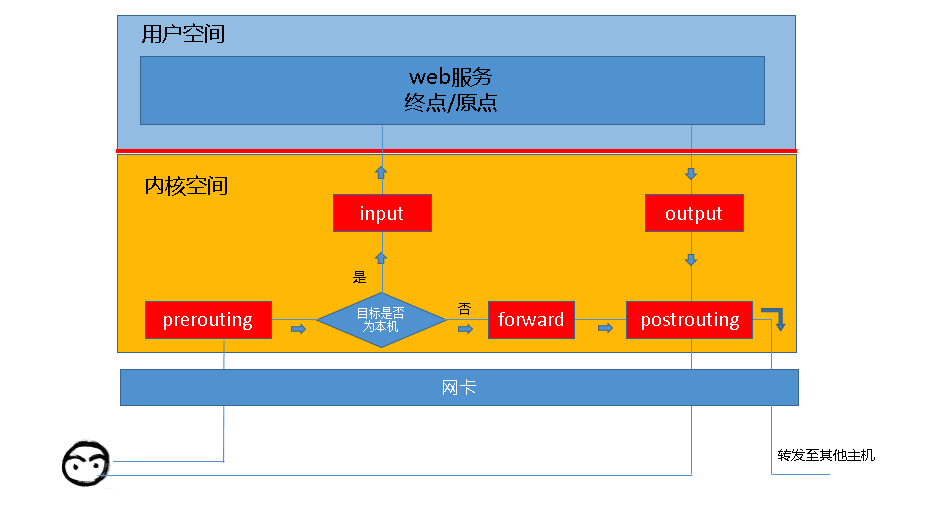 用户空间
web服务
终点/原点
内核空间
input
output
是
否
prerouting
目标是否
为本机
forward
postrouting
网卡
转发至其他主机